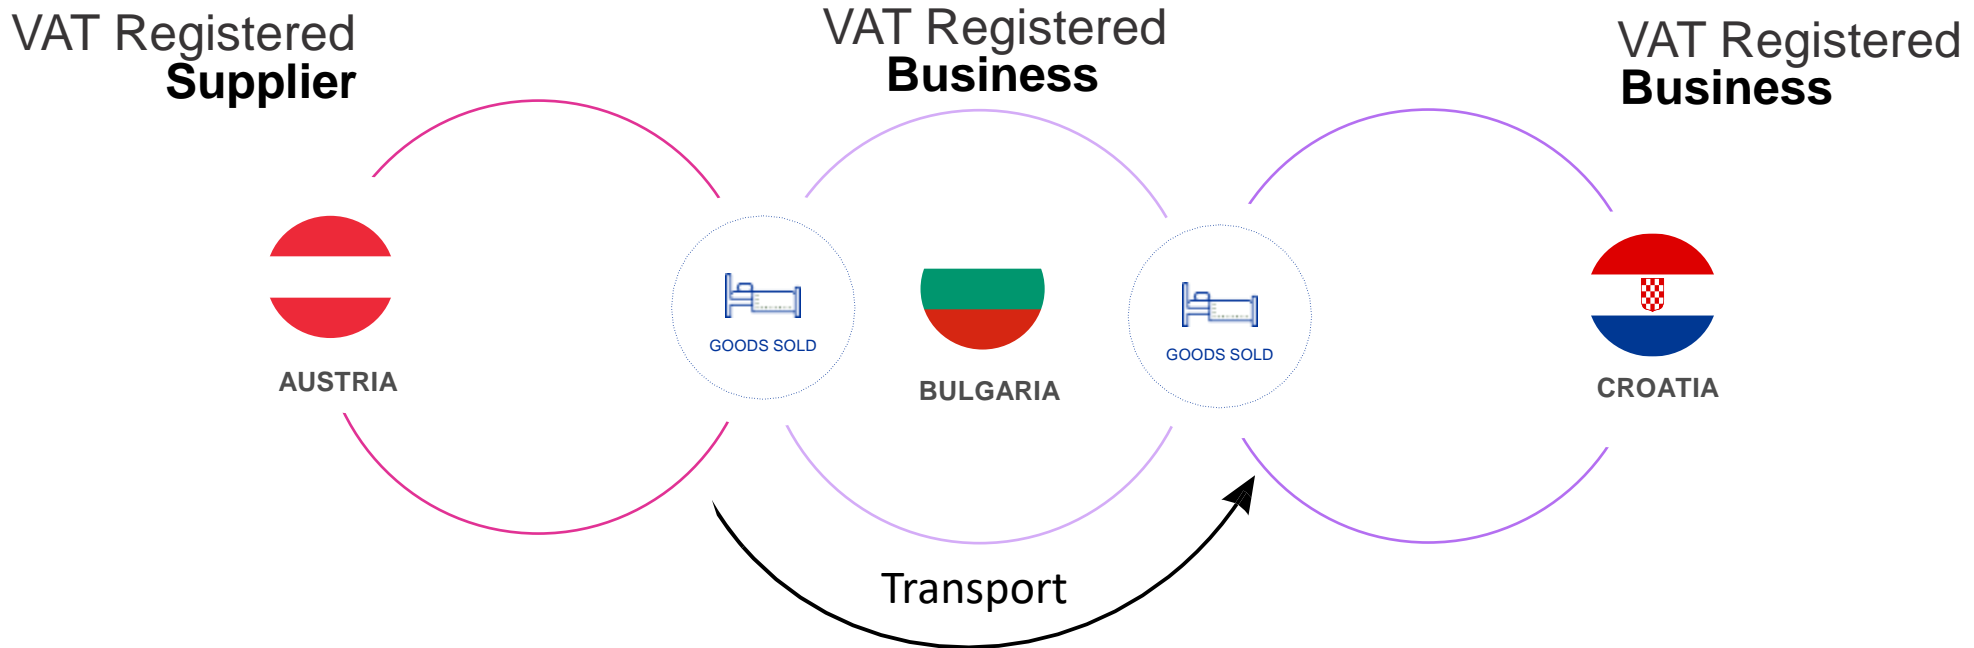 VAT Registered
Supplier
VAT Registered
Business
VAT Registered
Business
GOODS SOLD
GOODS SOLD
AUSTRIA
BULGARIA
CROATIA
Transport